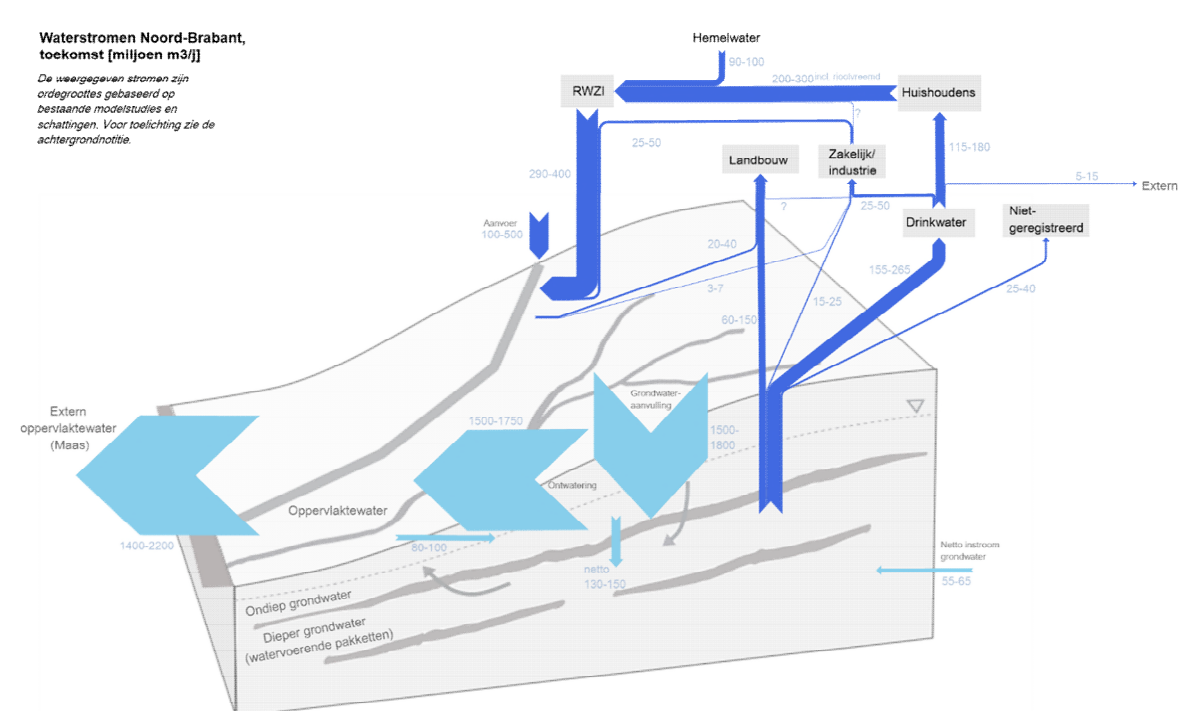 Waterstromen Noord-Brabant,
toekomst [miljoen m3/j]
De weergegeven stromen zijn
ordegroottes gebaseerd op
bestaande modelstudies en
schattingen. Voor toelichting zie de
achtergrondnotitie.
Hemelwater
90-100
200-300 incl. rioolvreemd
RWZI
Huishoudens
?
25-50
Landbouw
Zakelijk/
industrie
115-180
290-400
5-15
Extern
?
25-50
Drinkwater
Niet-
geregistreerd
Aanvoer
100-500
20-40
155-265
3-7
15-25
25-40
60-150
Grondwater-
aanvulling
Extern
oppervlaktewater
(Maas)
1500-1750
1500-
1800
Ontwatering
Oppervlaktewater
1400-2200
80-100
Netto instroom
grondwater
netto
130-150
55-65
Ondiep grondwater
Dieper grondwater
(watervoerende pakketten)